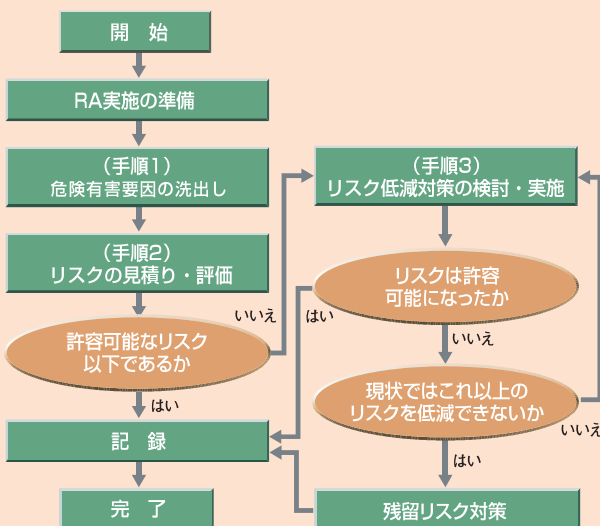 開 始
RA実施の準備
（手順1）
危険有害要因の洗出し
（手順2）
リスクの見積り・評価
許容可能なリスク
以下であるか
いいえ
はい
記 録
完 了
（手順3）
リスク低減対策の検討・実施
リスクは許容
可能になったか
はい
いいえ
現状ではこれ以上の
リスクを低減できないか
いいえ
はい
残留リスク対策